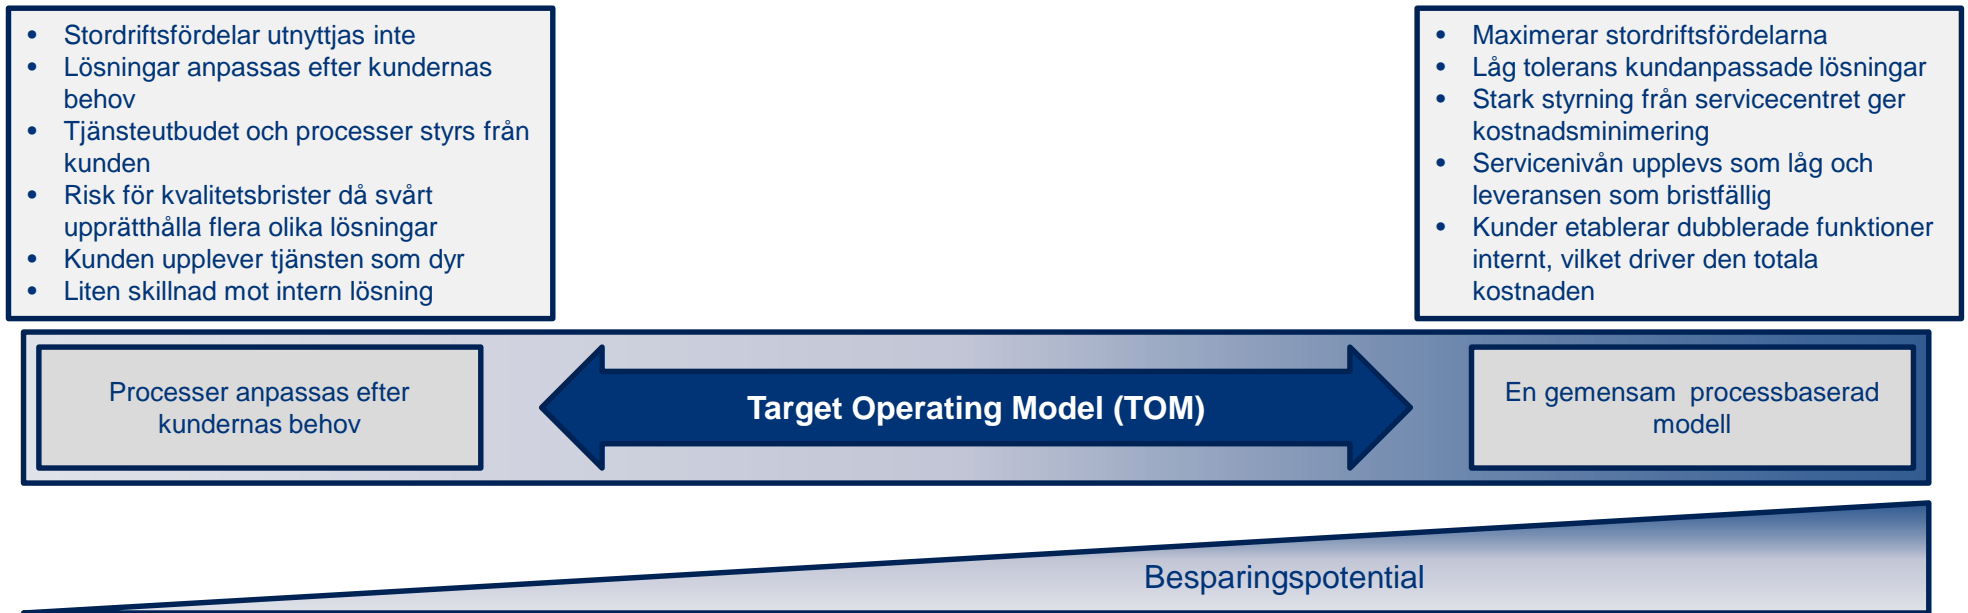 • Stordriftsfördelar utnyttjas inte
• Lösningar anpassas efter kundernas
behov
• Tjänsteutbudet och processer styrs från
kunden
• Risk för kvalitetsbrister då svårt
upprätthålla flera olika lösningar
• Kunden upplever tjänsten som dyr
• Liten skillnad mot intern lösning
• Maximerar stordriftsfördelarna
• Låg tolerans kundanpassade lösningar
• Stark styrning från servicecentret ger
kostnadsminimering
• Servicenivån upplevs som låg och
leveransen som bristfällig
• Kunder etablerar dubblerade funktioner
internt, vilket driver den totala
kostnaden
Processer anpassas efter
kundernas behov
Target Operating Model (TOM)
En gemensam processbaserad
modell
Besparingspotential